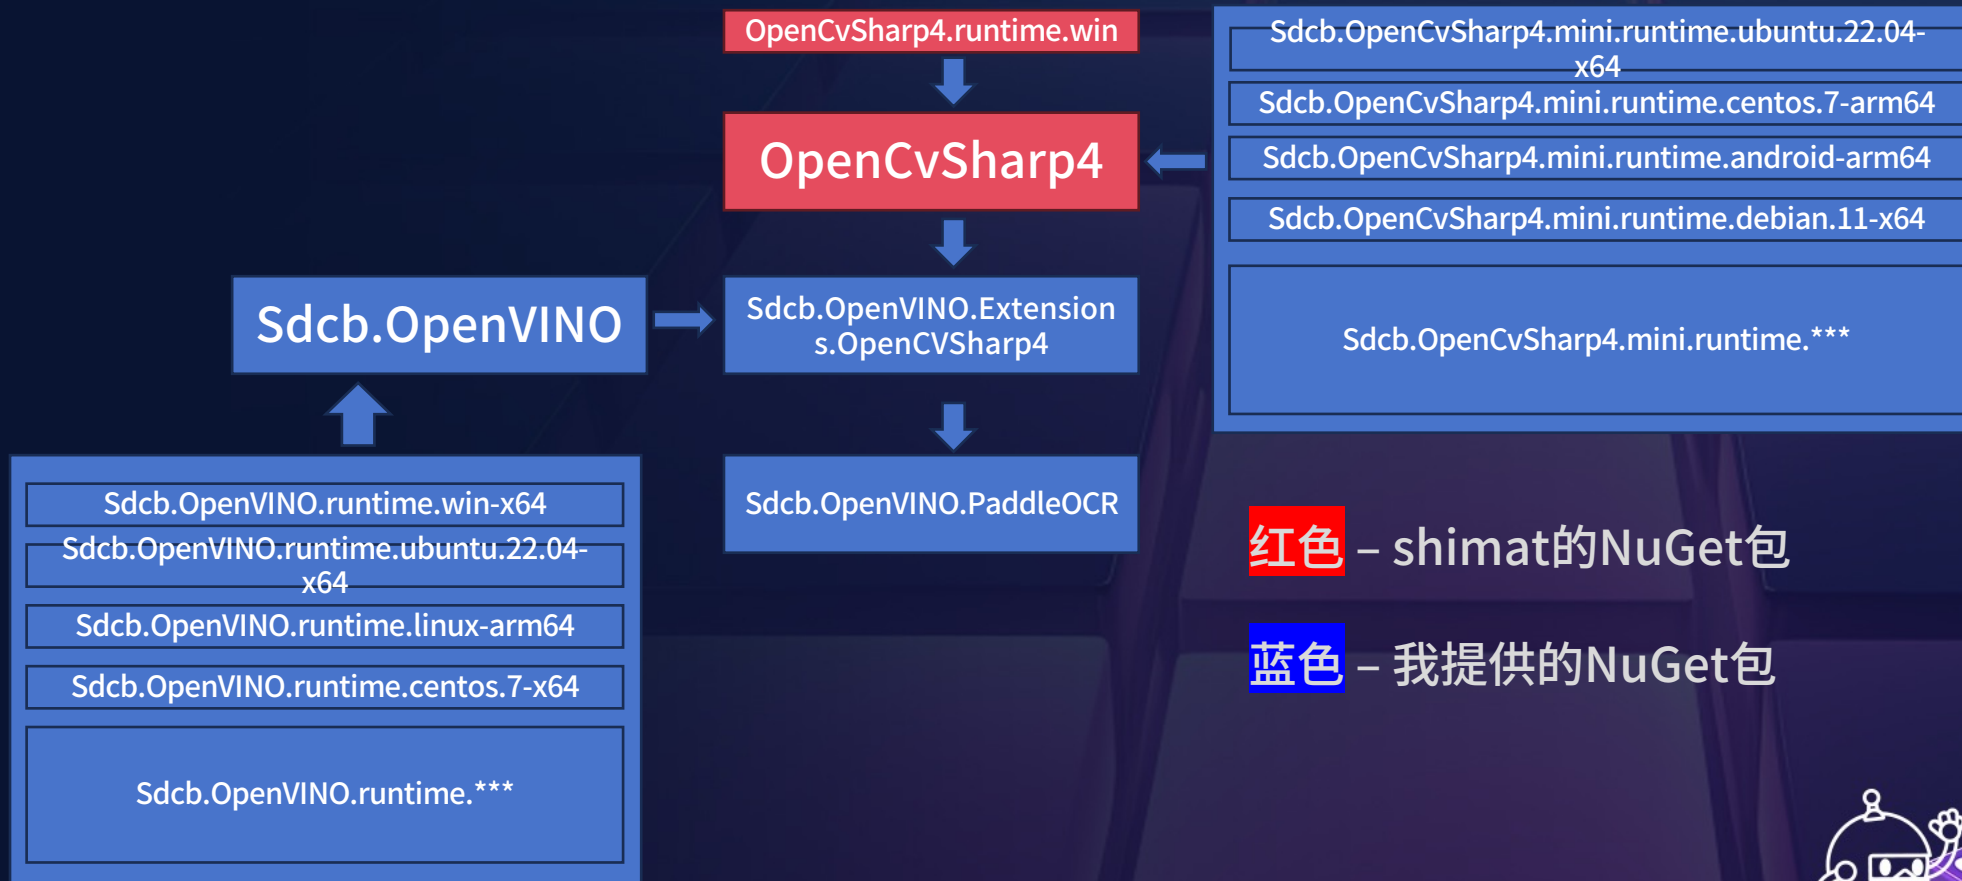 OpenCvSharp4.runtime.win
OpenCvSharp4
Sdcb.OpenVINO
Sdcb.OpenVINO.Extension
s.OpenCVSharp4
Sdcb.OpenVINO.PaddleOCR
Sdcb.OpenVINO.runtime.win-x64
Sdcb.OpenVINO.runtime.ubuntu.22.04-
x64
Sdcb.OpenVINO.runtime.linux-arm64
Sdcb.OpenVINO.runtime.centos.7-x64
Sdcb.OpenVINO.runtime.***
Sdcb.OpenCvSharp4.mini.runtime.ubuntu.22.04-
x64
Sdcb.OpenCvSharp4.mini.runtime.centos.7-arm64
Sdcb.OpenCvSharp4.mini.runtime.android-arm64
Sdcb.OpenCvSharp4.mini.runtime.debian.11-x64
Sdcb.OpenCvSharp4.mini.runtime.***
红色 – shimat的NuGet包
蓝色 – 我提供的NuGet包